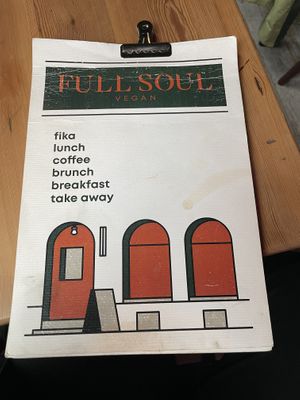 FULL SOUL
VEGAN
fika
lunch
coffee
brunch
breakfast
take away